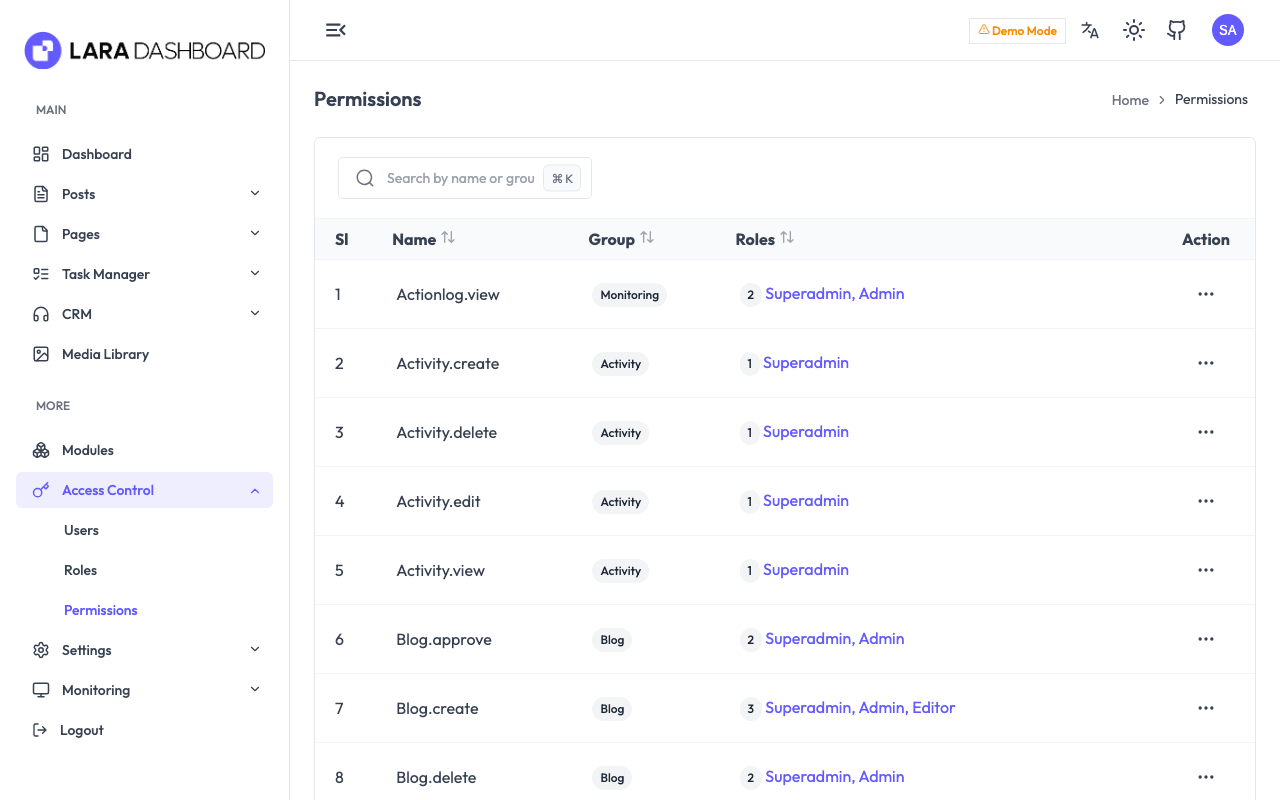 LARA DASHBOARD
Demo Mode
SA
MAIN
Dashboard
Posts
Pages
Task Manager
CRM
Media Library
MORE
Modules
Access Control
Users
Roles
Permissions
Settings
Monitoring
Logout
Permissions
Home > Permissions
Search by name or grou ⌘ K
Sl Name Group Roles Action
1 Actionlog.view Monitoring 2 Superadmin, Admin
2 Activity.create Activity 1 Superadmin
3 Activity.delete Activity 1 Superadmin
4 Activity.edit Activity 1 Superadmin
5 Activity.view Activity 1 Superadmin
6 Blog.approve Blog 2 Superadmin, Admin
7 Blog.create Blog 3 Superadmin, Admin, Editor
8 Blog.delete Blog 2 Superadmin, Admin